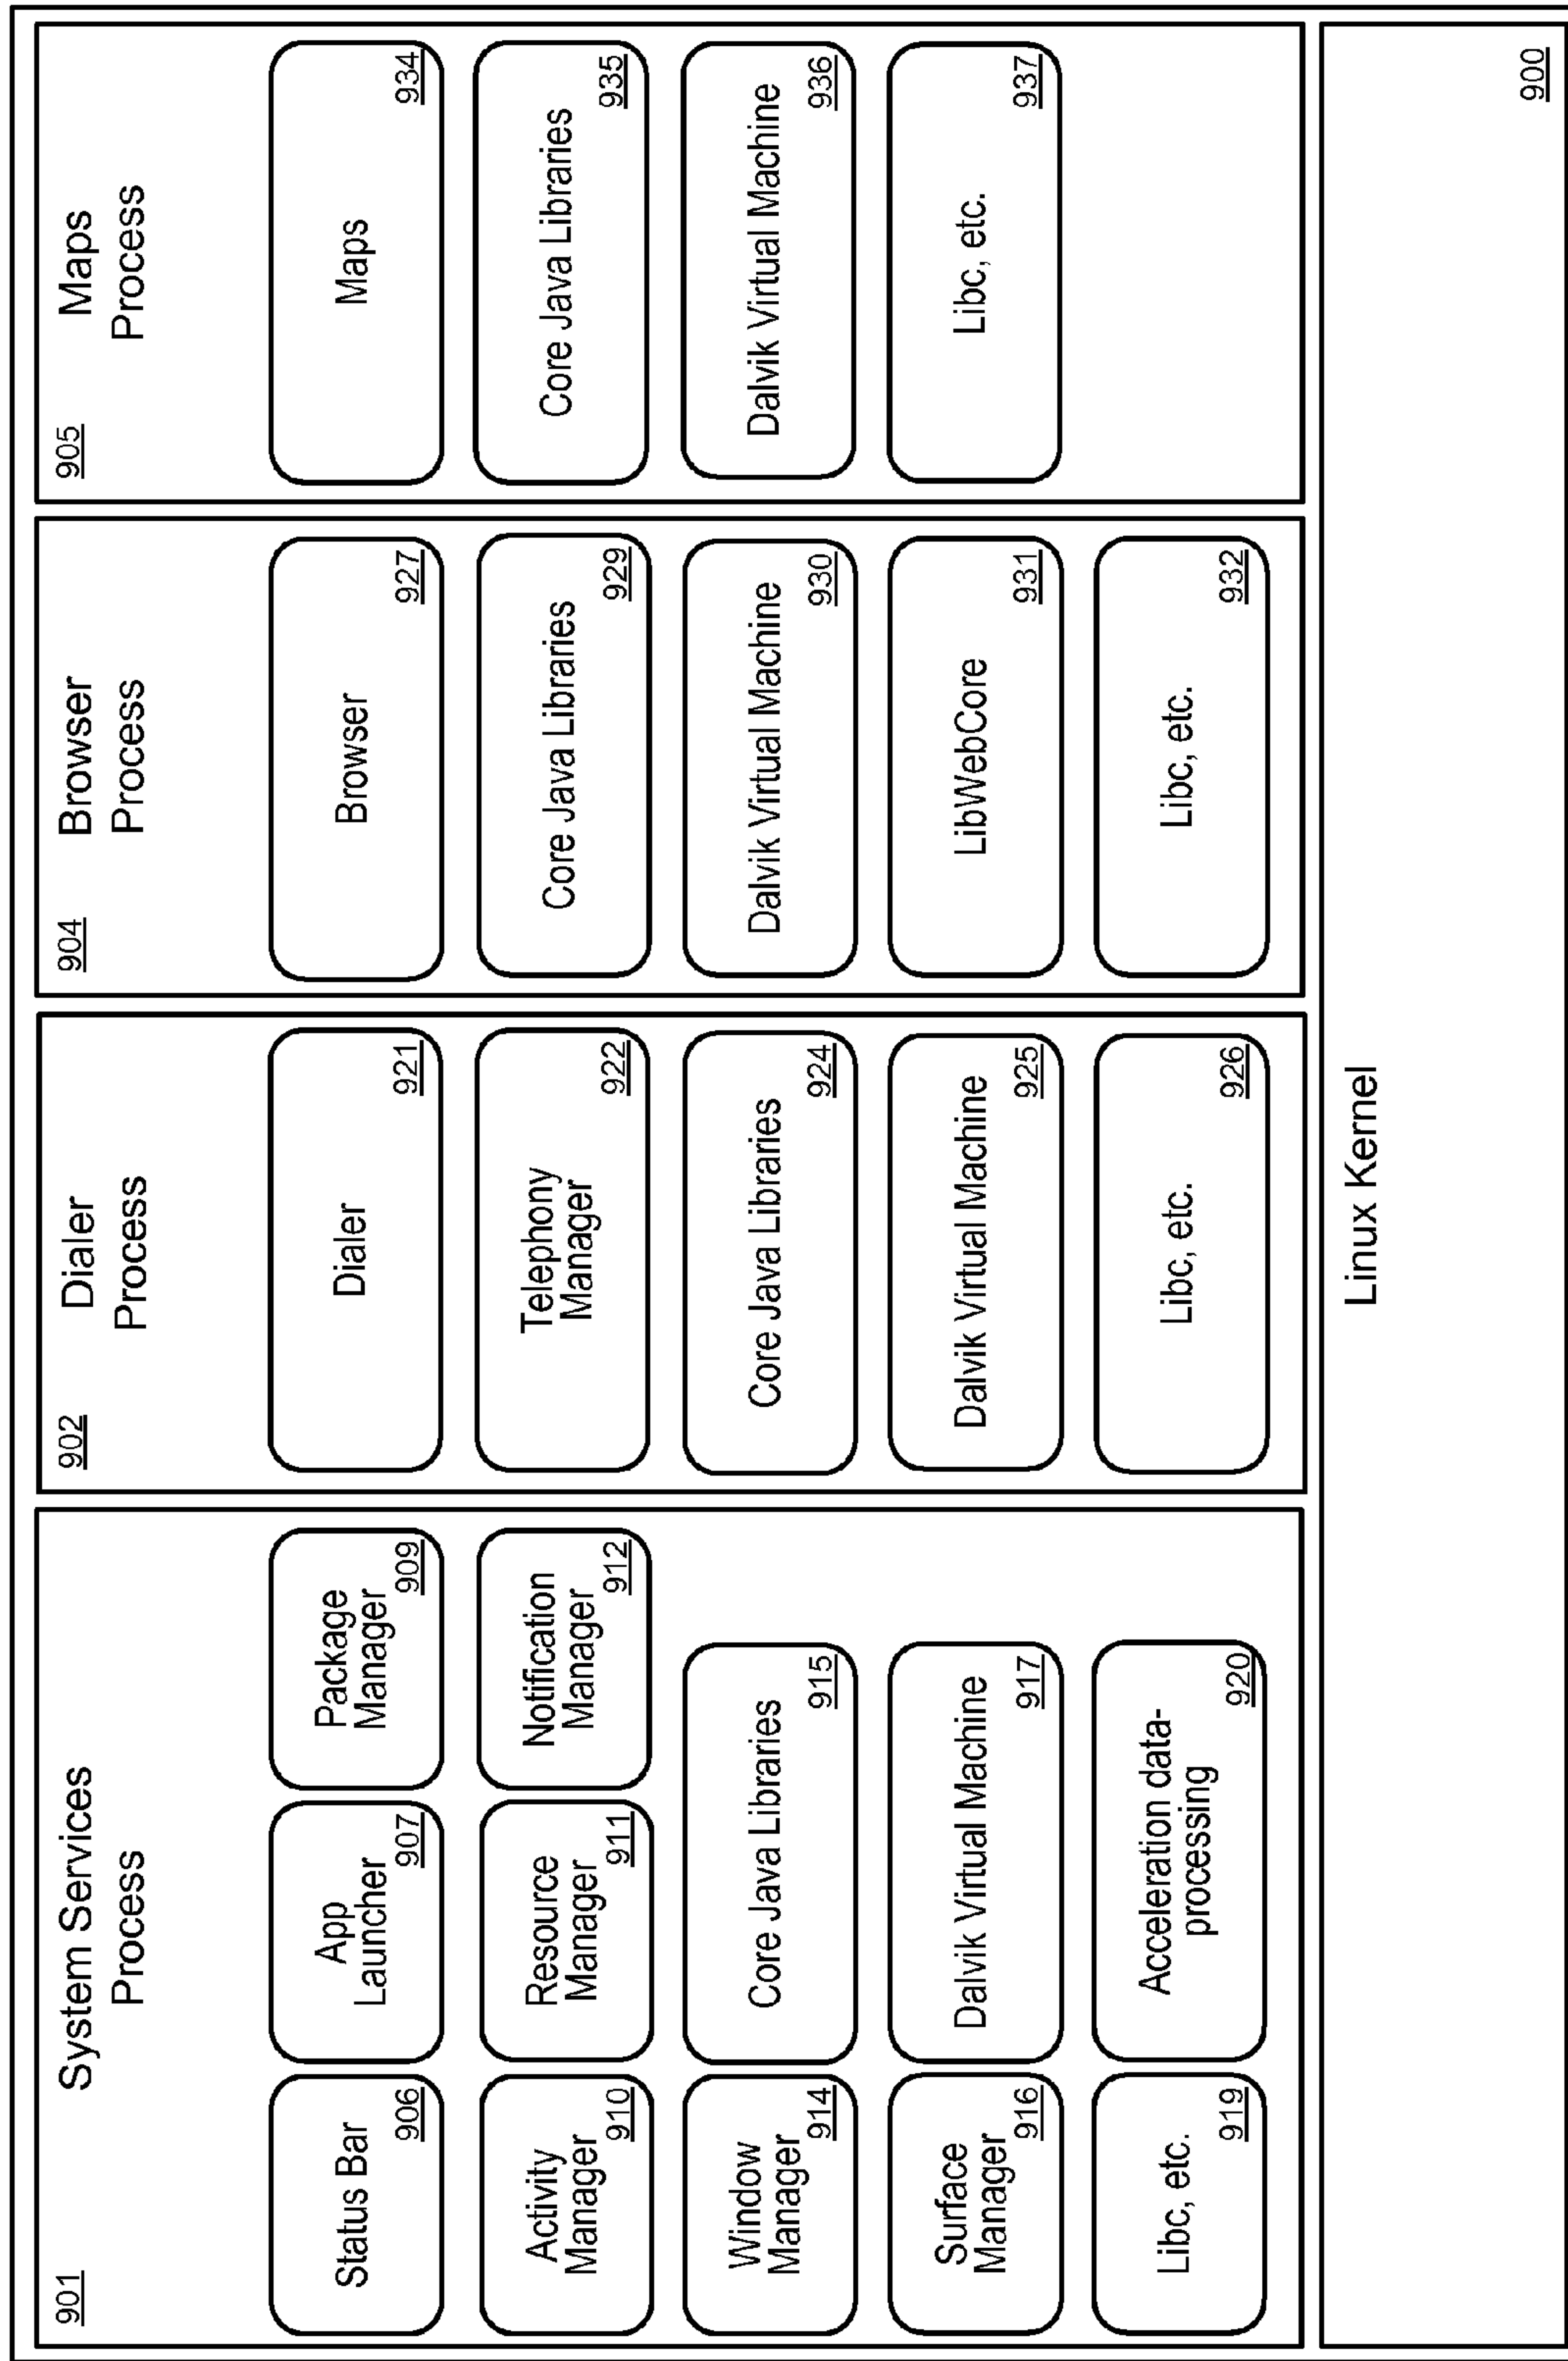 901
System Services
Process
Status Bar
906
App
Launcher
907
Package
Manager
909
Activity
Manager
910
Resource
Manager
911
Notification
Manager
912
Window
Manager
914
Core Java Libraries
915
Surface
Manager
916
Dalvik Virtual Machine
917
Libc, etc.
919
Acceleration data-
processing
920
902
Dialer
Process
Dialer
921
Telephony
Manager
922
Core Java Libraries
924
Dalvik Virtual Machine
925
Libc, etc.
926
904
Browser
Process
Browser
927
Core Java Libraries
929
Dalvik Virtual Machine
930
LibWebCore
931
Libc, etc.
932
905
Maps
Process
Maps
934
Core Java Libraries
935
Dalvik Virtual Machine
936
Libc, etc.
937
Linux Kernel
900